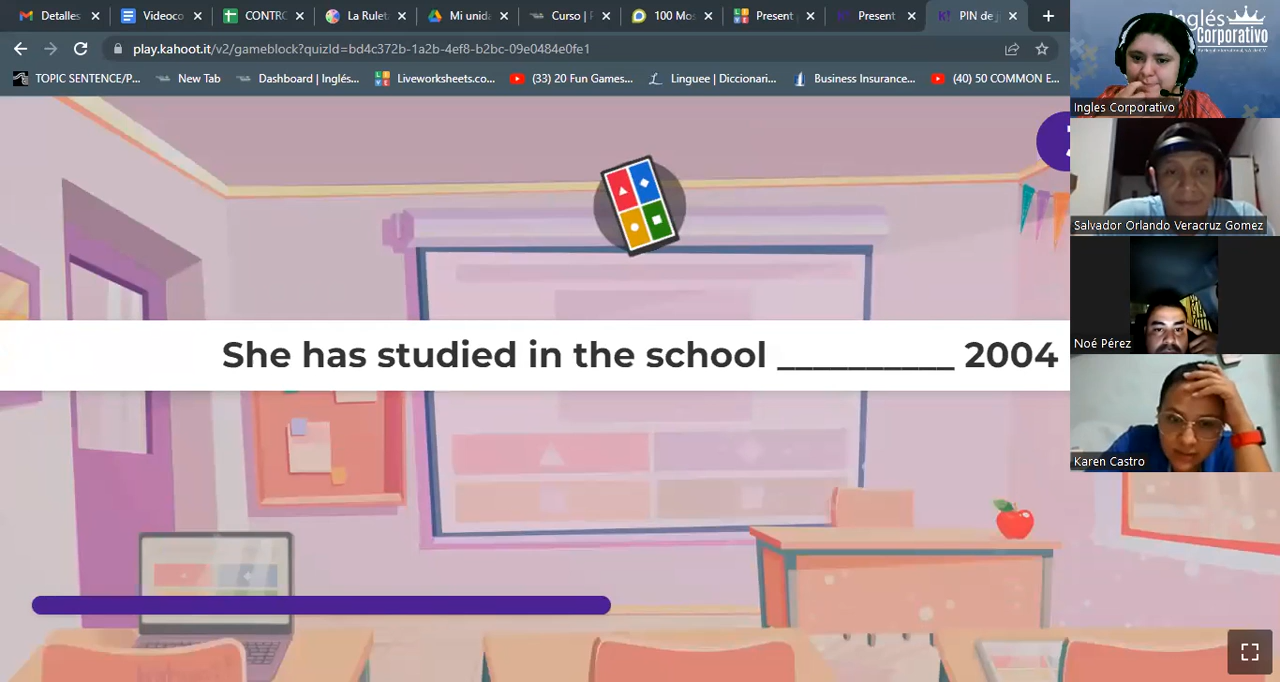 Detalles
Videoco
CONTRO
La Rulet
Mi unid
Curso | F
100 Mo
Present
Present
PIN de j
play.kahoot.it/v2/gameblock?quizId=bd4c372b-1a2b-4ef8-b2bc-09e0484e0fe1
TOPIC SENTENCE/P...
New Tab
Dashboard | Inglés...
Liveworksheets.co...
(33) 20 Fun Games...
Linguee | Diccionari...
Business Insurance...
(40) 50 COMMON E...
Inglés
Corporativo
Ingles Corporativo
Salvador Orlando Veracruz Gomez
Noé Pérez
Karen Castro
She has studied in the school __________ 2004